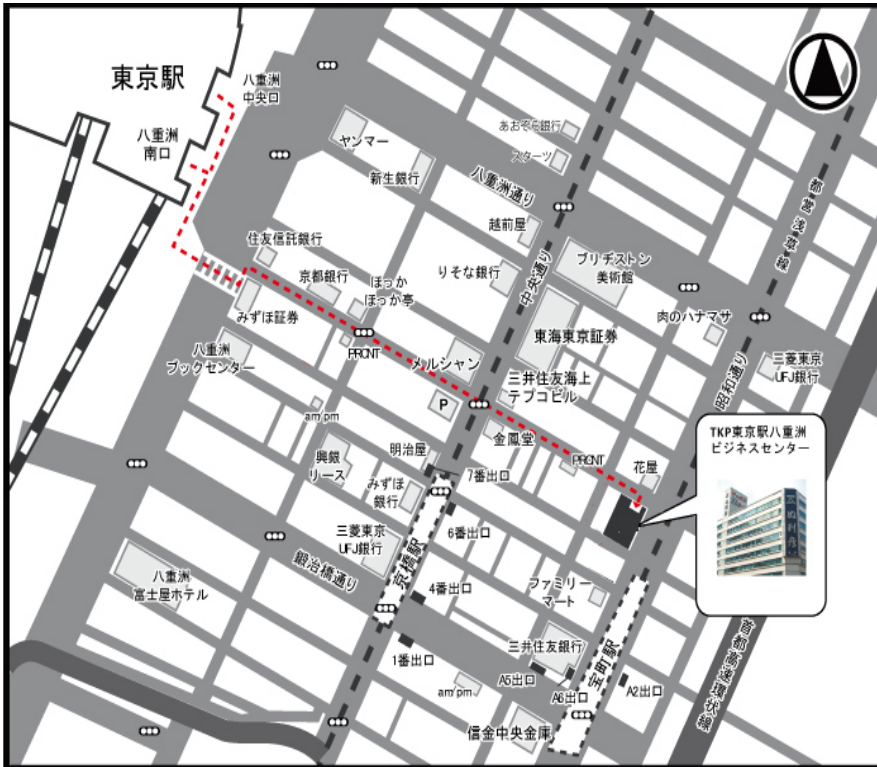 東京駅
八重洲
中央口
八重洲
南口
ヤンマー
新生銀行
あおぞら銀行
スターツ
八重洲通り
越前屋
都営浅草線
住友信託銀行
京都銀行
ほっか
ほっか亭
りそな銀行
中央通り
ブリヂストン
美術館
みずほ証券
PRONT
肉のハナマサ
東海東京証券
八重洲
ブックセンター
メルシャン
三井住友海上
テプコビル
昭和通り
三菱東京
UFJ銀行
am/pm
P
金鳳堂
TKP東京駅八重洲
ビジネスセンター
興銀
リース
明治屋
7番出口
PRONT
花屋
みずほ
銀行
三菱東京
UFJ銀行
6番出口
京橋駅
鍛治橋通り
八重洲
富士屋ホテル
4番出口
ファミリー
マート
1番出口
三井住友銀行
宝町駅
首都高速環状線
am/pm
A5出口
A6出口
A2出口
信金中央金庫